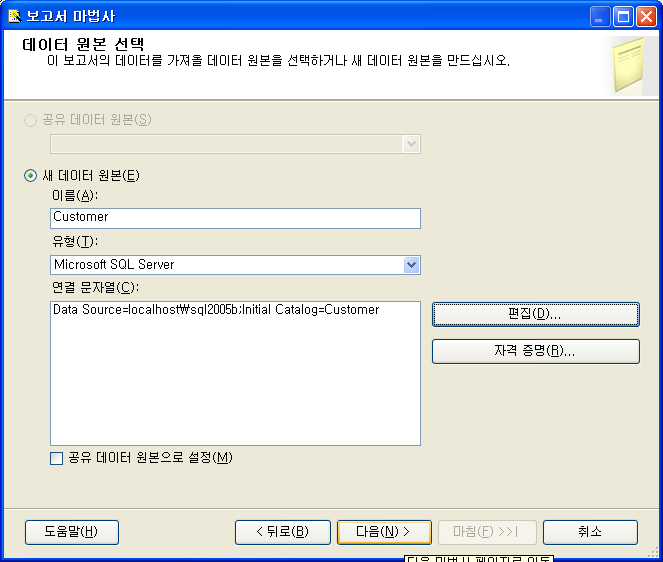 보고서 마법사
데이터 원본 선택
이 보고서의 데이터를 가져올 데이터 원본을 선택하거나 새 데이터 원본을 만드십시오.
공유 데이터 원본(S)
새 데이터 원본(E)
이름(A):
Customer
유형(T):
Microsoft SQL Server
연결 문자열(C):
Data Source=localhost₩sql2005b;Initial Catalog=Customer
편집(D)...
자격 증명(R)...
공유 데이터 원본으로 설정(M)
도움말(H)
< 뒤로(B)
다음(N) >
마침(F) >>|
취소
다음 마법사 페이지로 이동